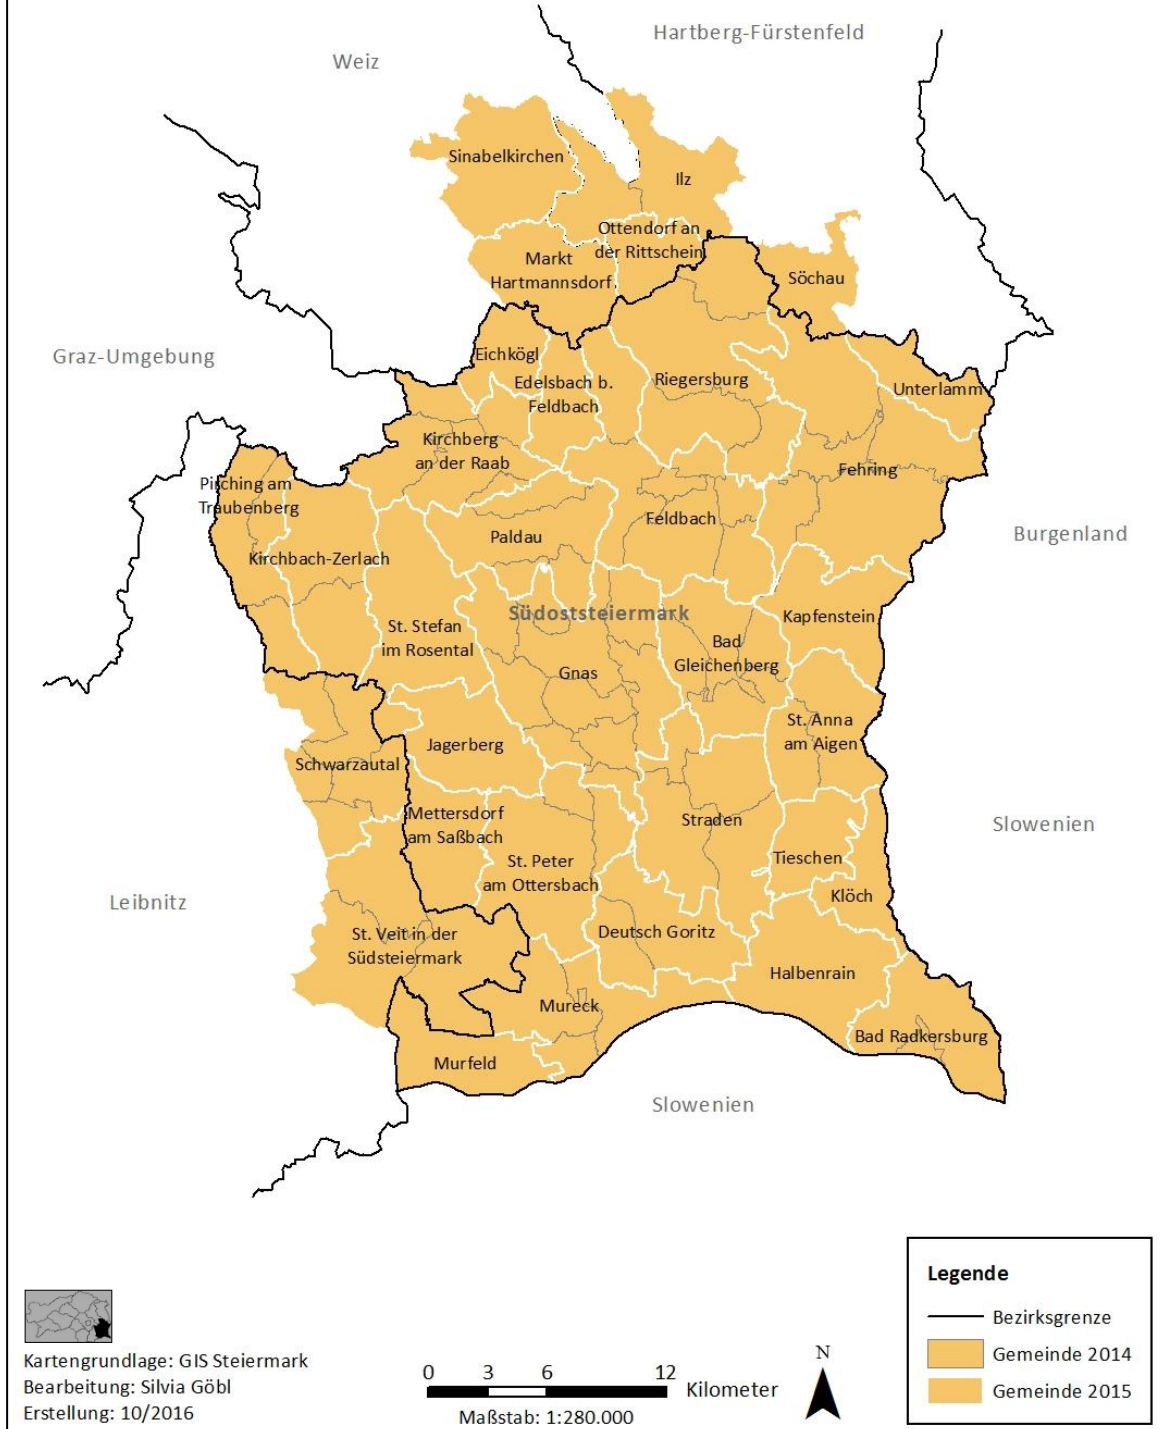 Hartberg-Fürstenfeld
Weiz
Sinabelkirchen
Ilz
Ottendorf an
der Rittschein
Markt
Hartmannsdorf
Söchau
Graz-Umgebung
Eichkögl
Edelsbach b.
Feldbach
Riegersburg
Unterlamm
Kirchberg
an der Raab
Fehring
Pirching am
Traubenberg
Feldbach
Paldau
Burgenland
Kirchbach-Zerlach
Südoststeiermark
Kapfenstein
St. Stefan
im Rosental
Bad
Gleichenberg
Gnas
St. Anna
am Aigen
Jagerberg
Schwarzautal
Mettersdorf
am Saßbach
Straden
Slowenien
St. Peter
am Ottersbach
Tieschen
Klöch
Leibnitz
St. Veit in der
Südsteiermark
Deutsch Goritz
Halbenrain
Mureck
Bad Radkersburg
Murfeld
Slowenien
Legende
Bezirksgrenze
Gemeinde 2014
Gemeinde 2015
Kartengrundlage: GIS Steiermark
Bearbeitung: Silvia Göbl
Erstellung: 10/2016
0 3 6 12
Kilometer
Maßstab: 1:280.000
N